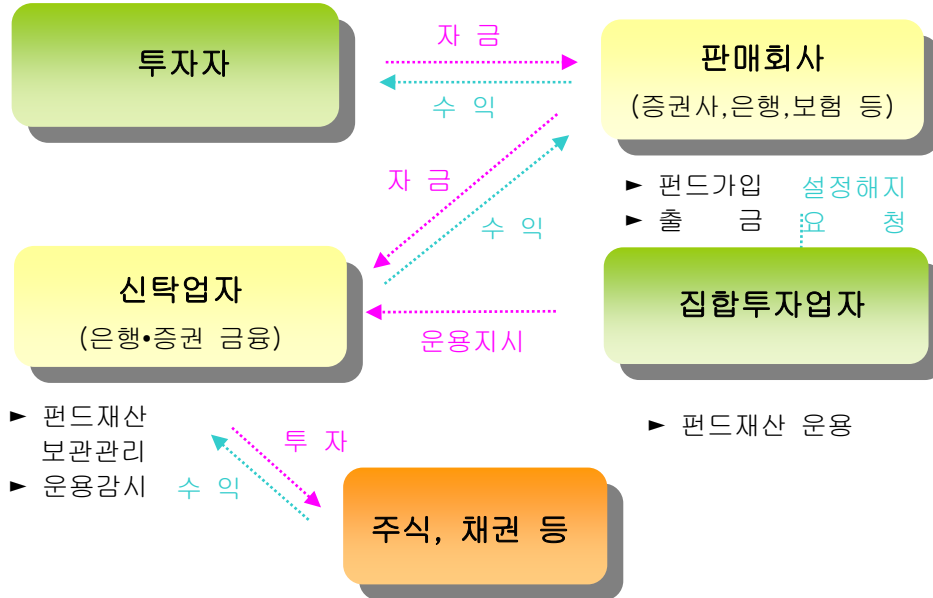 투자자
자 금
수 익
판매회사
(증권사,은행,보험 등)
► 펀드가입
► 출 금
설정해지
요 청
자 금
수 익
신탁업자
(은행•증권 금융)
운용지시
집합투자업자
► 펀드재산
보관관리
► 운용감시
► 펀드재산 운용
투 자
수 익
주식, 채권 등